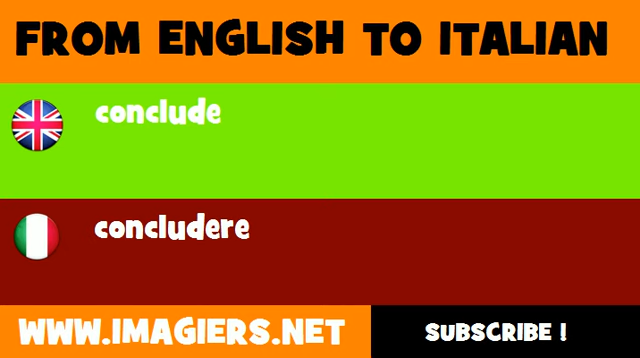 FROM ENGLISH TO ITALIAN
conclude
concludere
WWW.IMAGIERS.NET
SUBSCRIBE !